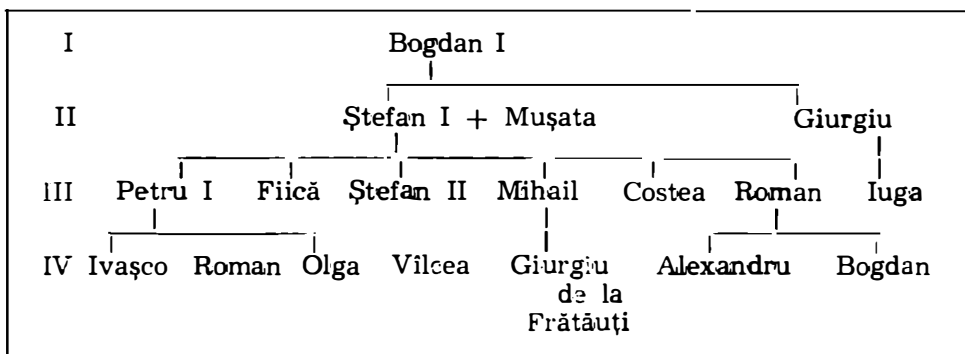 I Bogdan I
II Ștefan I + Mușata Giurgiu
III Petru I Fiică Ștefan II Mihail Costea Roman Iuga
IV Ivașco Roman Olga Vîlcea Giurgiu Alexandru Bogdan
de la
Frătăuți